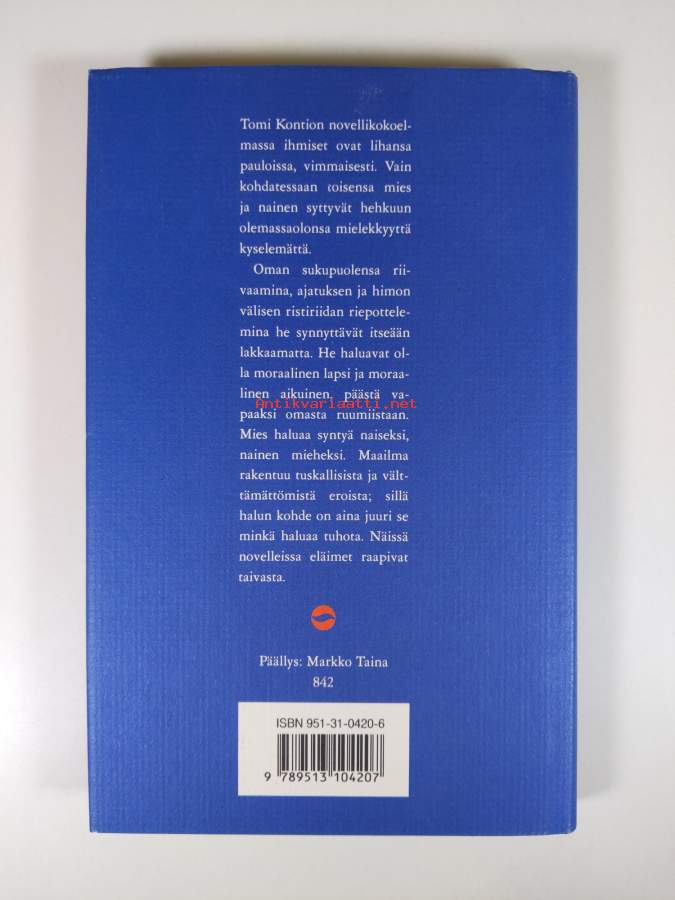 Tomi Kontion novellikokoel-
massa ihmiset ovat lihansa
pauloissa, vimmaisesti. Vain
kohdatessaan toisensa mies
ja nainen syttyvät hehkuun
olemassaolonsa mielekkyyttä
kyselemättä.
Oman sukupuolensa rii-
vaamina, ajatuksen ja himon
välisen ristiriidan riepottele-
mina he synnyttävät itseään
lakkaamatta. He haluavat ol-
la moraalinen lapsi ja moraa-
linen aikuinen, päästä va-
Antikvariaatti.net
paaksi omasta ruumiistaan.
Mies haluaa syntyä naiseksi,
nainen mieheksi. Maailma
rakentuu tuskallisista ja vält-
tämättömistä eroista; sillä
halun kohde on aina juuri se
minkä haluaa tuhota. Näissä
novelleissa eläimet raapivat
taivasta.
Päällys: Markko Taina
842
ISBN 951-31-0420-6
9 789513 104207